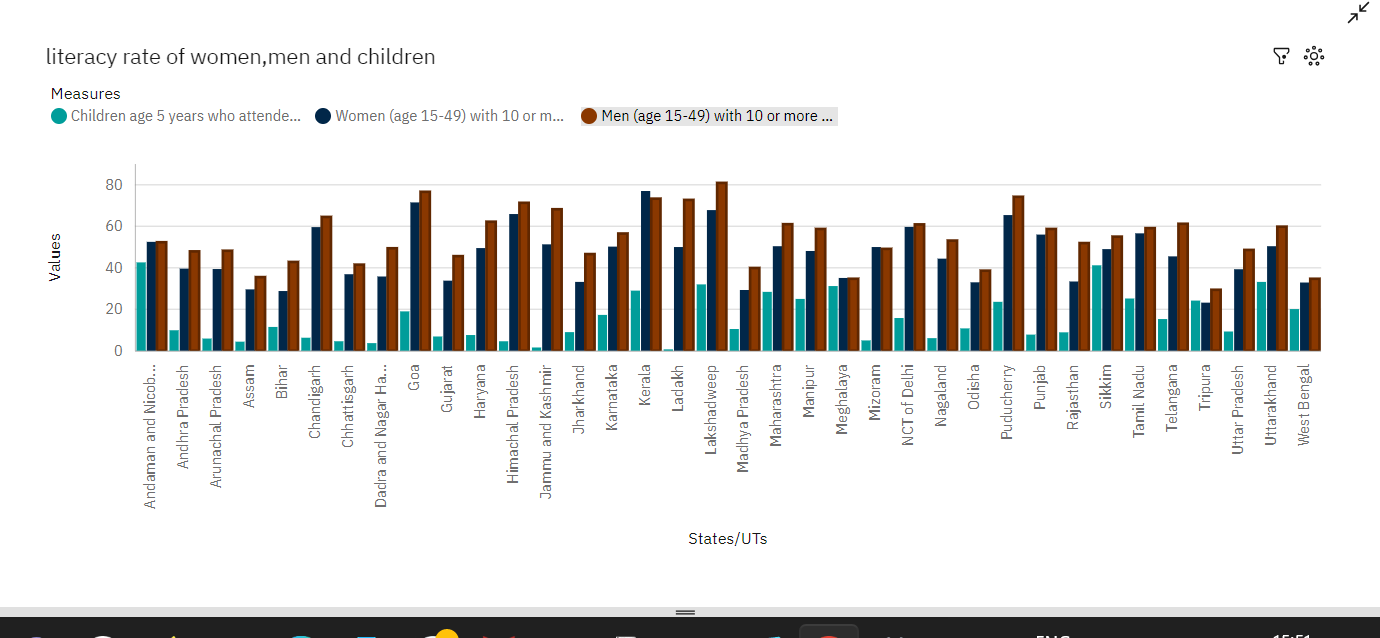 literacy rate of women,men and children
Measures
Children age 5 years who attende... Women (age 15-49) with 10 or m... Men (age 15-49) with 10 or more ...
Values
80
60
40
20
0
Andaman and Nicob...
Andhra Pradesh
Arunachal Pradesh
Assam
Bihar
Chandigarh
Chhattisgarh
Dadra and Nagar Ha...
Goa
Gujarat
Haryana
Himachal Pradesh
Jammu and Kashmir
Jharkhand
Karnataka
Kerala
Ladakh
Lakshadweep
Madhya Pradesh
Maharashtra
Manipur
Meghalaya
Mizoram
NCT of Delhi
Nagaland
Odisha
Puducherry
Punjab
Rajasthan
Sikkim
Tamil Nadu
Telangana
Tripura
Uttar Pradesh
Uttarakhand
West Bengal
States/UTs